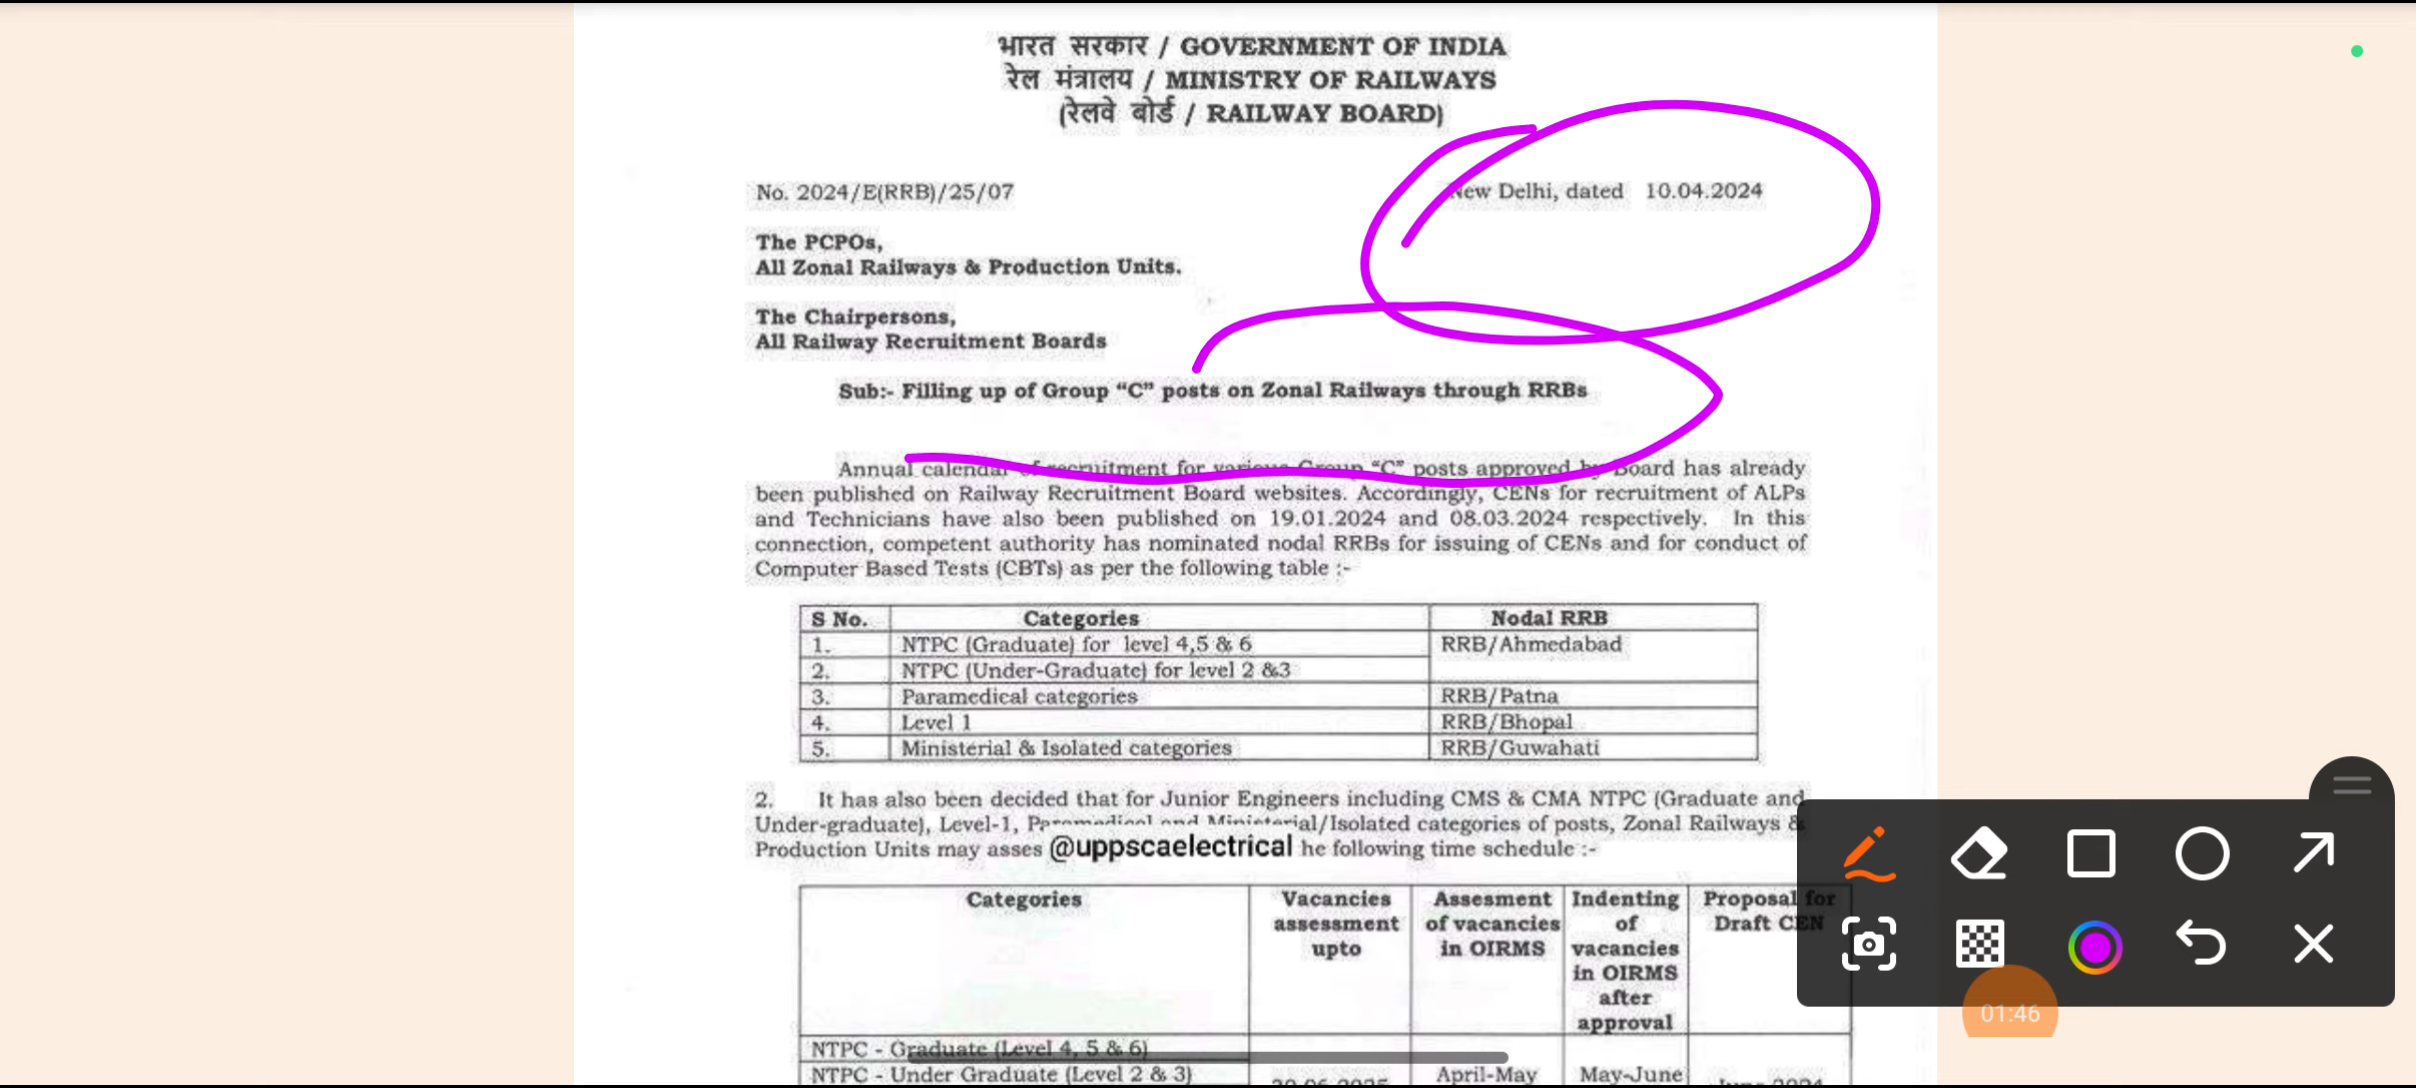 भारत सरकार / GOVERNMENT OF INDIA
रेल मंत्रालय / MINISTRY OF RAILWAYS
(रेलवे बोर्ड / RAILWAY BOARD)
No. 2024/E(RRB)/25/07
New Delhi, dated 10.04.2024
The PCPOs,
All Zonal Railways & Production Units.
The Chairpersons,
All Railway Recruitment Boards
Sub:- Filling up of Group “C” posts on Zonal Railways through RRBs
Annual calendar of recruitment for various Group “C” posts approved by Board has already
been published on Railway Recruitment Board websites. Accordingly, CENs for recruitment of ALPs
and Technicians have also been published on 19.01.2024 and 08.03.2024 respectively. In this
connection, competent authority has nominated nodal RRBs for issuing of CENs and for conduct of
Computer Based Tests (CBTs) as per the following table :-
S No. Categories Nodal RRB
1. NTPC (Graduate) for level 4,5 & 6 RRB/Ahmedabad
2. NTPC (Under-Graduate) for level 2 &3
3. Paramedical categories RRB/Patna
4. Level 1 RRB/Bhopal
5. Ministerial & Isolated categories RRB/Guwahati
2. It has also been decided that for Junior Engineers including CMS & CMA NTPC (Graduate and
Under-graduate), Level-1, Paramedical and Ministerial/Isolated categories of posts, Zonal Railways &
Production Units may asses @uppscaelectrical he following time schedule :-
Categories
Vacancies
assessment
upto
Assesment
of vacancies
in OIRMS
Indenting
of
vacancies
in OIRMS
after
approval
Proposal for
Draft CEN
NTPC - Graduate (Level 4, 5 & 6)
NTPC - Under Graduate (Level 2 & 3)
April-May
May-June
01:46